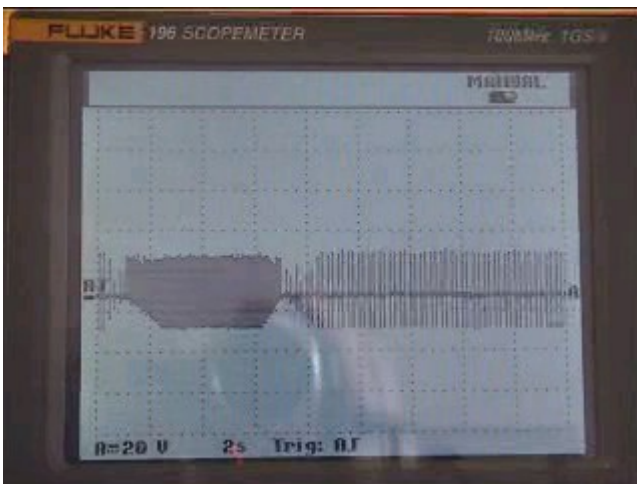 FLUKE 196 SCOPEMETER 100MHz 1GS/s
MANUAL
A
A
A=20 V 2s Trig: A